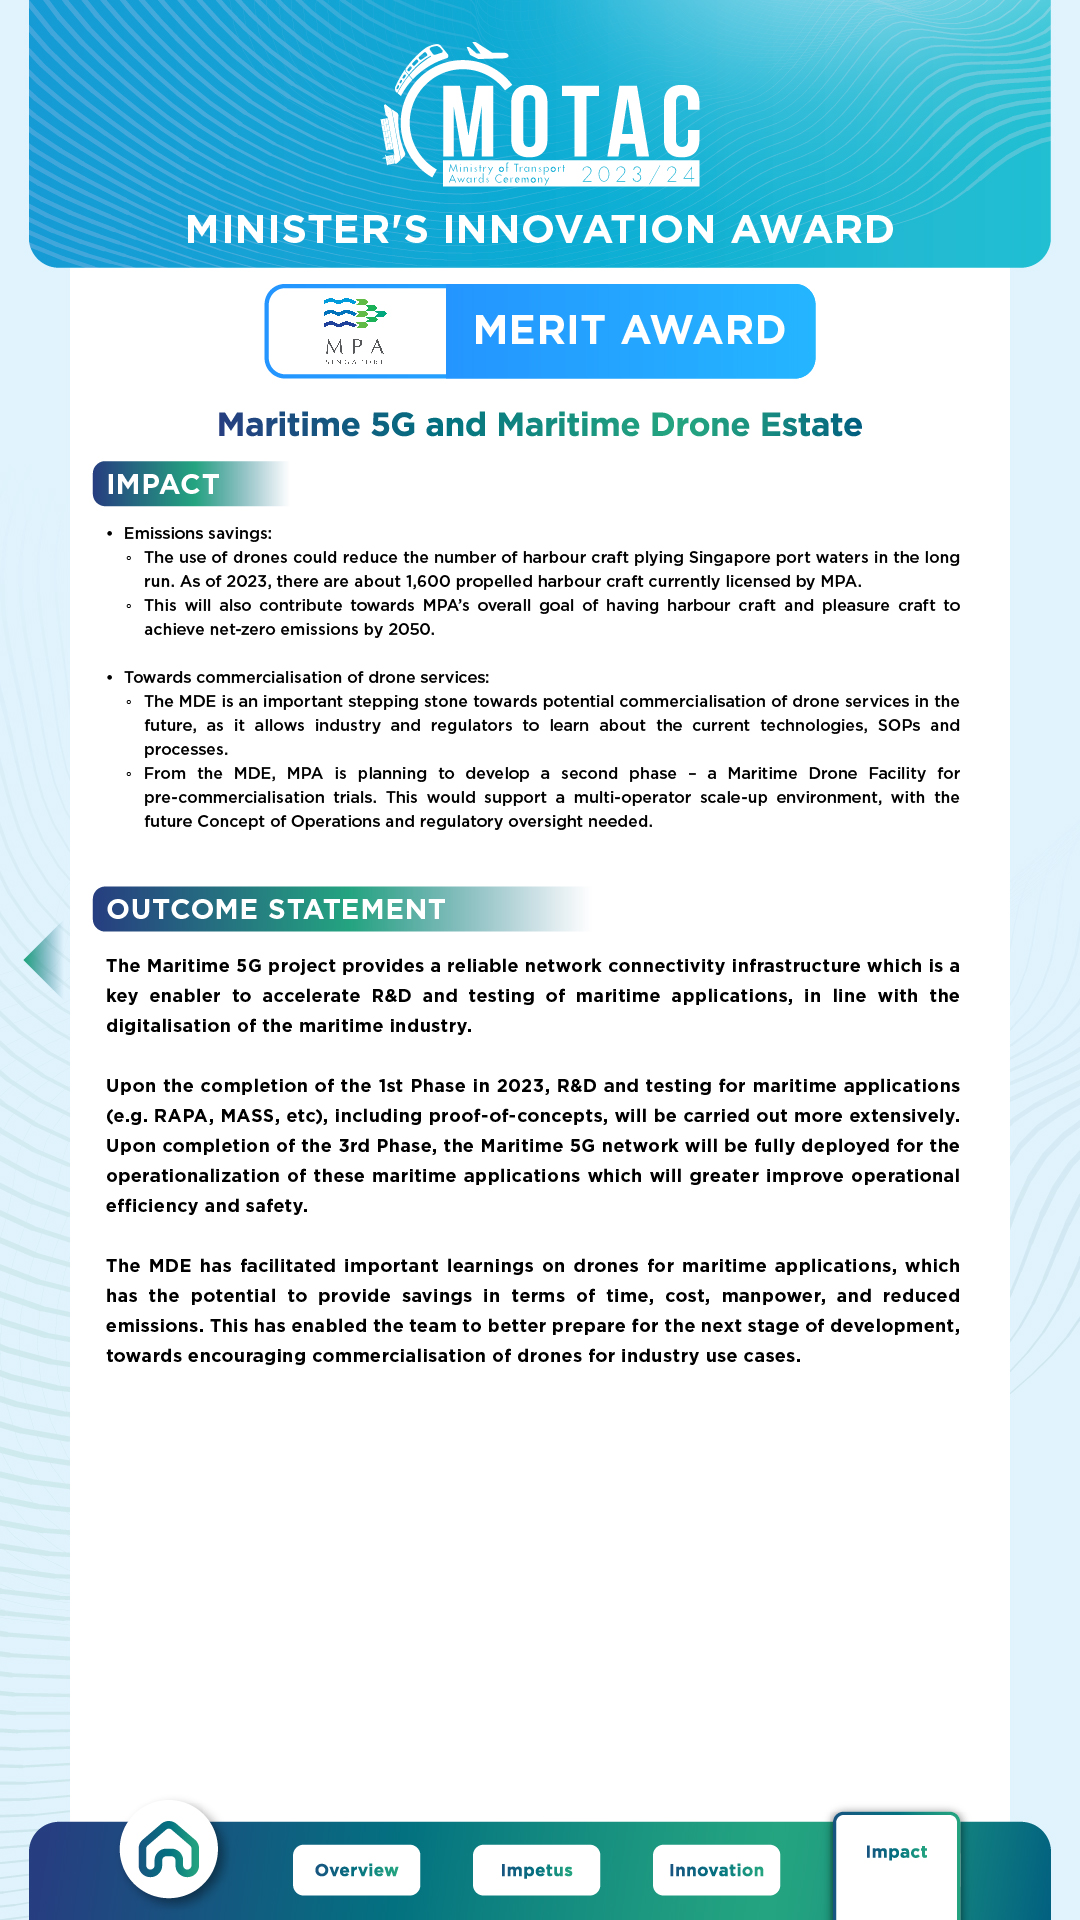 MOTAC
Ministry of Transport
Awards Ceremony
2023/24
MINISTER'S INNOVATION AWARD
MPA
SINGAPORE
MERIT AWARD
Maritime 5G and Maritime Drone Estate
IMPACT
• Emissions savings:
◦ The use of drones could reduce the number of harbour craft plying Singapore port waters in the long
run. As of 2023, there are about 1,600 propelled harbour craft currently licensed by MPA.
◦ This will also contribute towards MPA’s overall goal of having harbour craft and pleasure craft to
achieve net-zero emissions by 2050.
• Towards commercialisation of drone services:
◦ The MDE is an important stepping stone towards potential commercialisation of drone services in the
future, as it allows industry and regulators to learn about the current technologies, SOPs and
processes.
◦ From the MDE, MPA is planning to develop a second phase – a Maritime Drone Facility for
pre-commercialisation trials. This would support a multi-operator scale-up environment, with the
future Concept of Operations and regulatory oversight needed.
OUTCOME STATEMENT
The Maritime 5G project provides a reliable network connectivity infrastructure which is a
key enabler to accelerate R&D and testing of maritime applications, in line with the
digitalisation of the maritime industry.
Upon the completion of the 1st Phase in 2023, R&D and testing for maritime applications
(e.g. RAPA, MASS, etc), including proof-of-concepts, will be carried out more extensively.
Upon completion of the 3rd Phase, the Maritime 5G network will be fully deployed for the
operationalization of these maritime applications which will greater improve operational
efficiency and safety.
The MDE has facilitated important learnings on drones for maritime applications, which
has the potential to provide savings in terms of time, cost, manpower, and reduced
emissions. This has enabled the team to better prepare for the next stage of development,
towards encouraging commercialisation of drones for industry use cases.
Overview
Impetus
Innovation
Impact